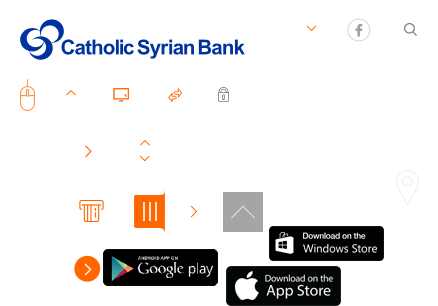 Catholic Syrian Bank
Download on the
Windows Store
ANDROID APP ON
Google play
Download on the
App Store